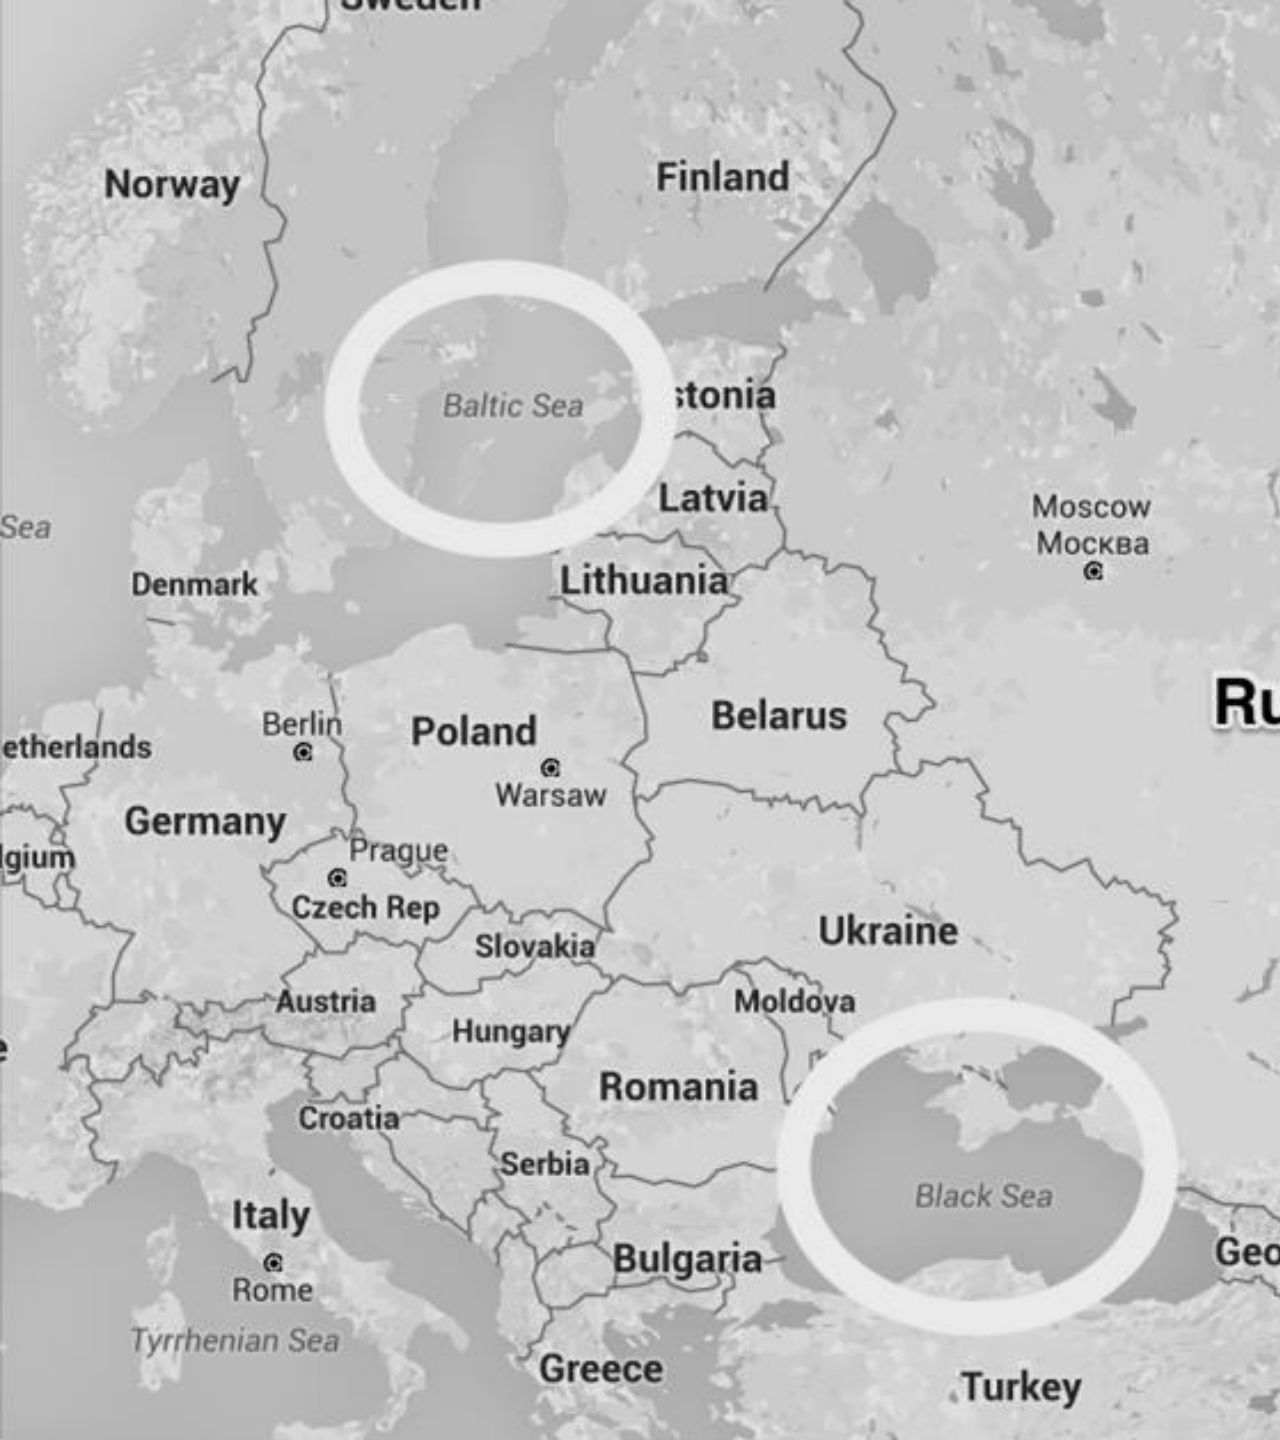 Sweden
Norway
Finland
Baltic Sea
stonia
Latvia
Moscow
Москва
Sea
Denmark
Lithuania
Ru
Berlin
Poland
Belarus
etherlands
Warsaw
Germany
Prague
lgium
Czech Rep
Ukraine
Slovakia
Austria
Moldova
Hungary
e
Romania
Croatia
Serbia
Black Sea
Italy
Bulgaria
Geo
Rome
Tyrrhenian Sea
Greece
Turkey